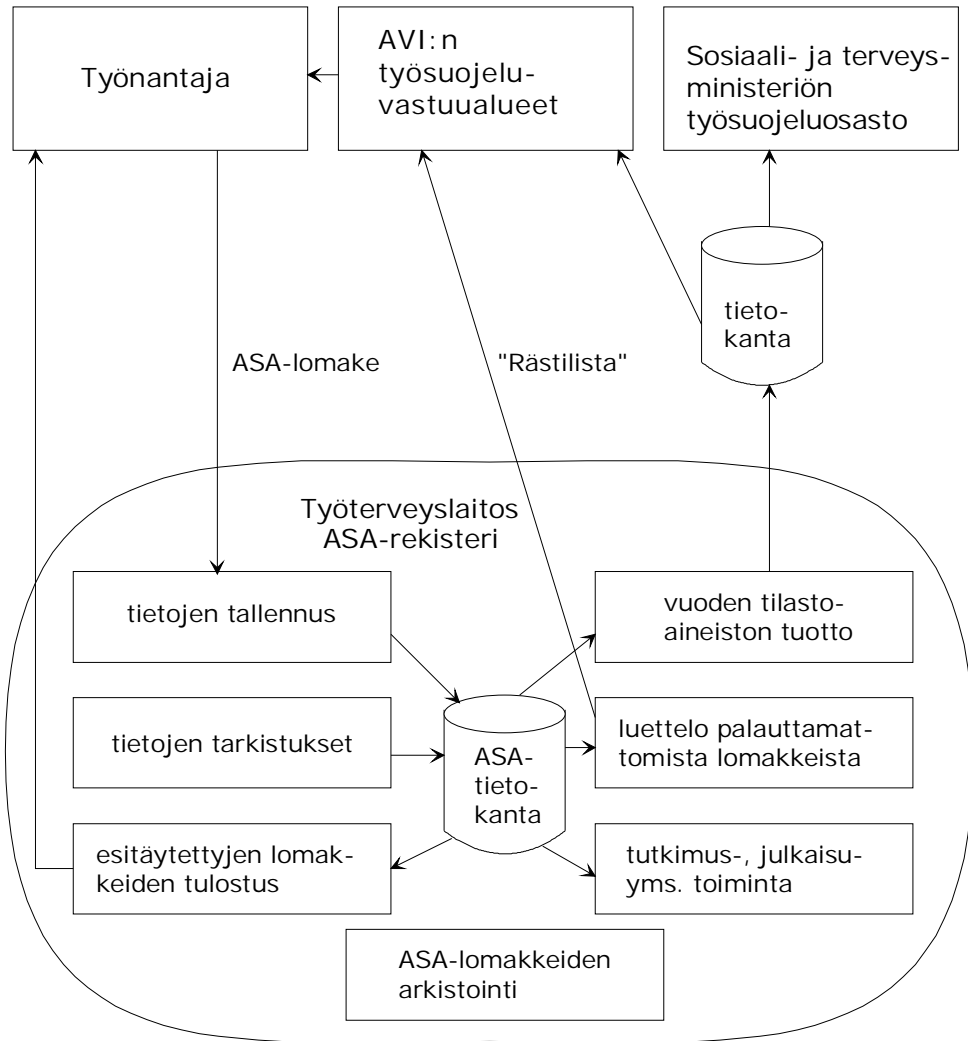 Työnantaja
AVI:n
työsuojelu-
vastuualueet
Sosiaali- ja terveys-
ministeriön
työsuojeluosasto
tieto-
kanta
ASA-lomake
"Rästilista"
Työterveyslaitos
ASA-rekisteri
tietojen tallennus
vuoden tilasto-
aineiston tuotto
tietojen tarkistukset
ASA-
tieto-
kanta
luettelo palauttamat-
tomista lomakkeista
esitäytettyjen lomak-
keiden tulostus
tutkimus-, julkaisu-
yms. toiminta
ASA-lomakkeiden
arkistointi